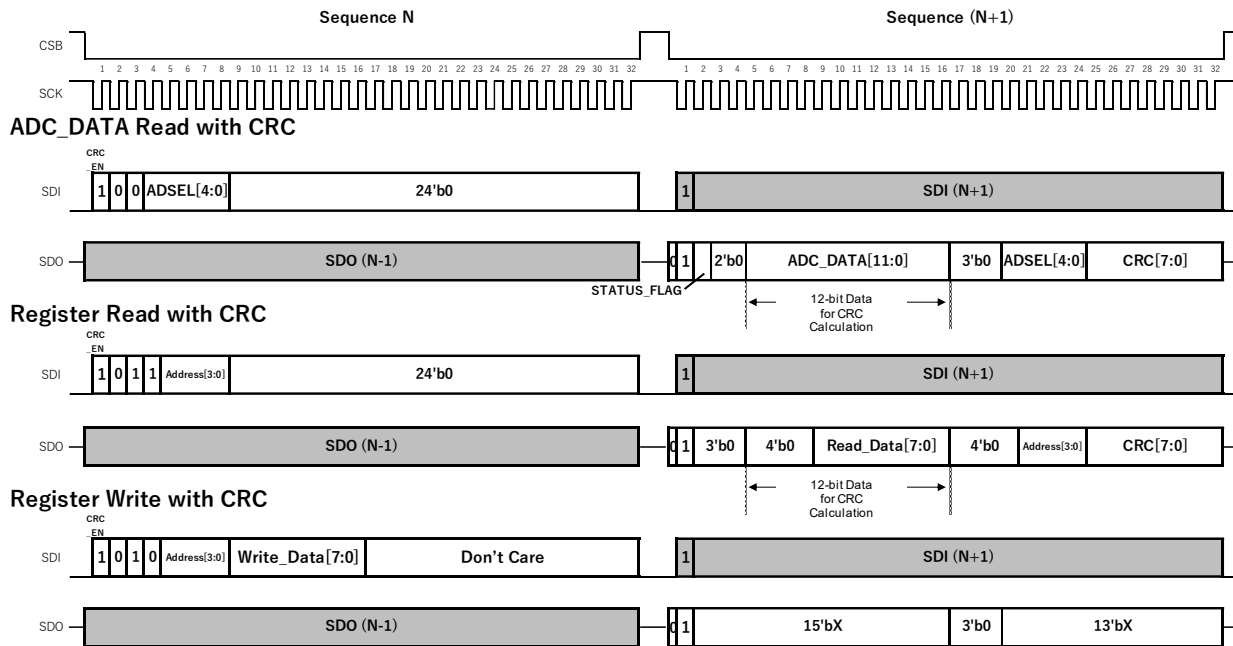 Sequence N Sequence (N+1)
CSB
1 2 3 4 5 6 7 8 9 10 11 12 13 14 15 16 17 18 19 20 21 22 23 24 25 26 27 28 29 30 31 32 1 2 3 4 5 6 7 8 9 10 11 12 13 14 15 16 17 18 19 20 21 22 23 24 25 26 27 28 29 30 31 32
SCK
ADC_DATA Read with CRC
CRC
_EN
SDI 1 0 0 ADSEL[4:0] 24'b0 1 SDI (N+1)
SDO SDO (N-1) 0 1 2'b0 ADC_DATA[11:0] 3'b0 ADSEL[4:0] CRC[7:0]
STATUS_FLAG
12-bit Data
for CRC
Calculation
Register Read with CRC
CRC
_EN
SDI 1 0 1 1 Address[3:0] 24'b0 1 SDI (N+1)
SDO SDO (N-1) 0 1 3'b0 4'b0 Read_Data[7:0] 4'b0 Address[3:0] CRC[7:0]
12-bit Data
for CRC
Calculation
Register Write with CRC
CRC
_EN
SDI 1 0 1 0 Address[3:0] Write_Data[7:0] Don't Care 1 SDI (N+1)
SDO SDO (N-1) 0 1 15'bX 3'b0 13'bX